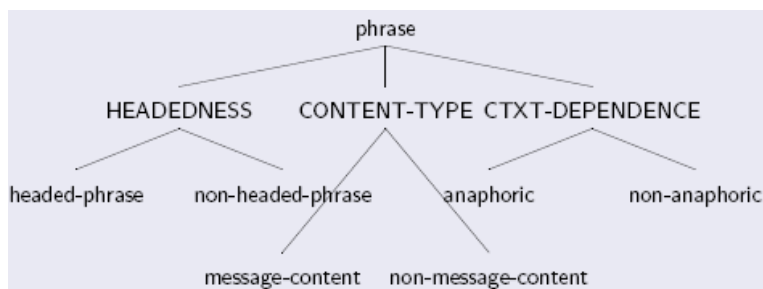 phrase
HEADEDNESS CONTENT-TYPE CTXT-DEPENDENCE
headed-phrase non-headed-phrase anaphoric non-anaphoric
message-content non-message-content